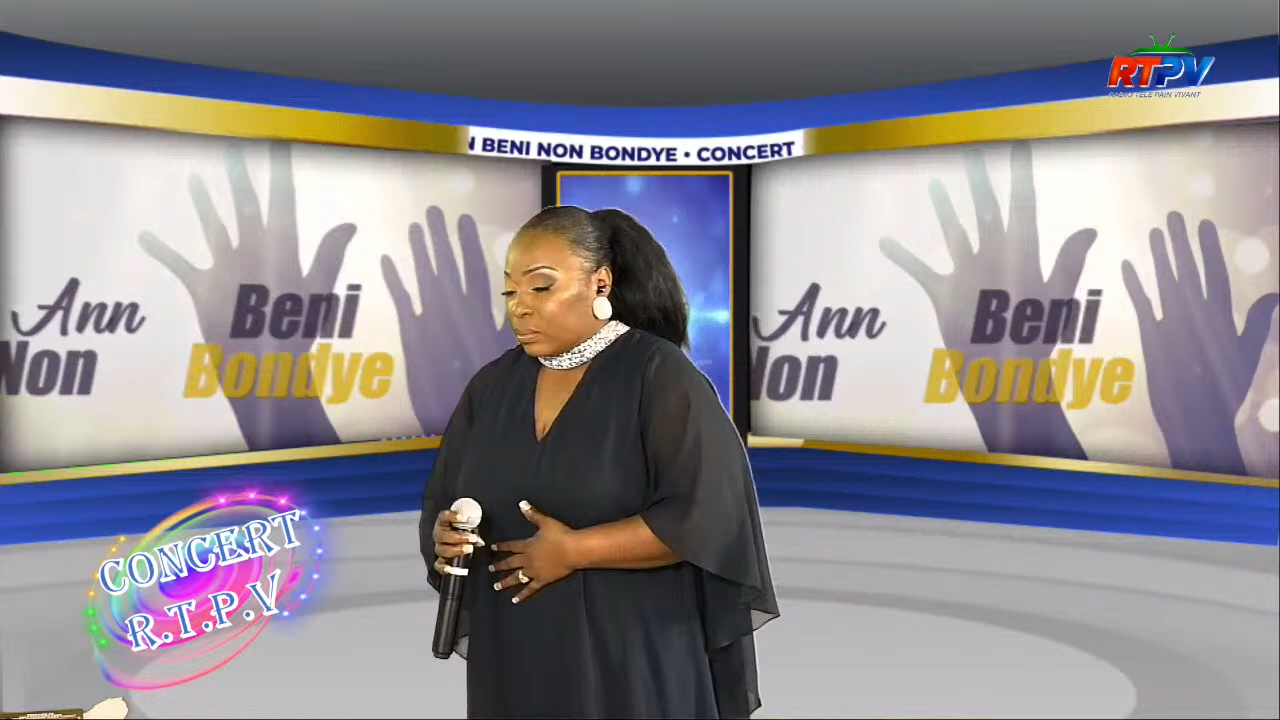 RTPV
RADIO TELE PAIN VIVANT
N BENI NON BONDYE • CONCERT
Ann Beni
Non Bondye
Ann Beni
Non Bondye
CONCERT
R.T.P.V